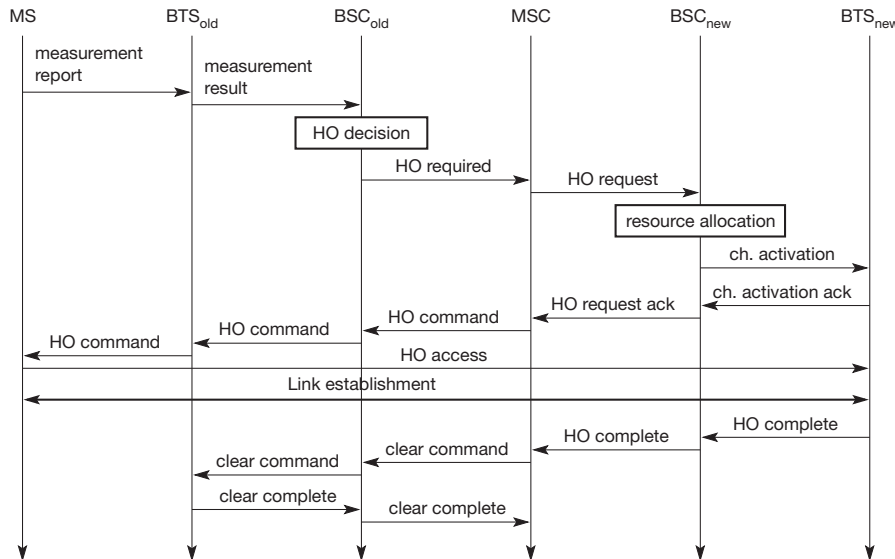 MS BTSold BSCold MSC BSCnew BTSnew
measurement
report
measurement
result
HO decision
HO required
HO request
resource allocation
ch. activation
ch. activation ack
HO request ack
HO command
HO command
HO command
HO access
Link establishment
HO complete
HO complete
clear command
clear command
clear complete
clear complete